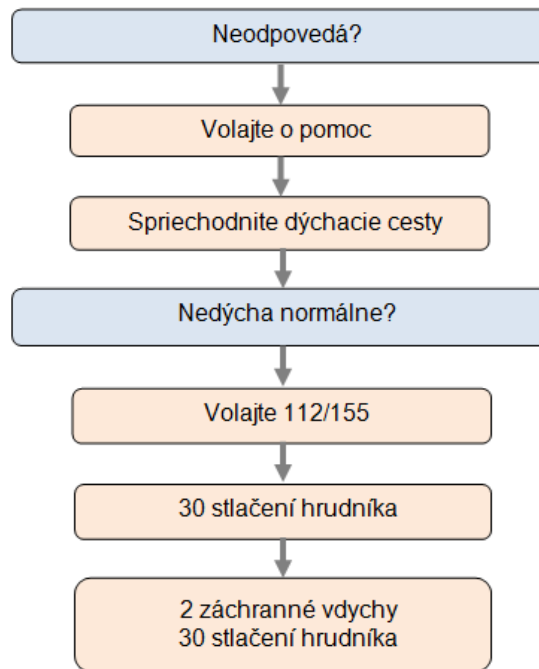 Neodpovedá?
Volajte o pomoc
Spriechodnite dýchacie cesty
Nedýcha normálne?
Volajte 112/155
30 stlačení hrudníka
2 záchranné vdychy
30 stlačení hrudníka